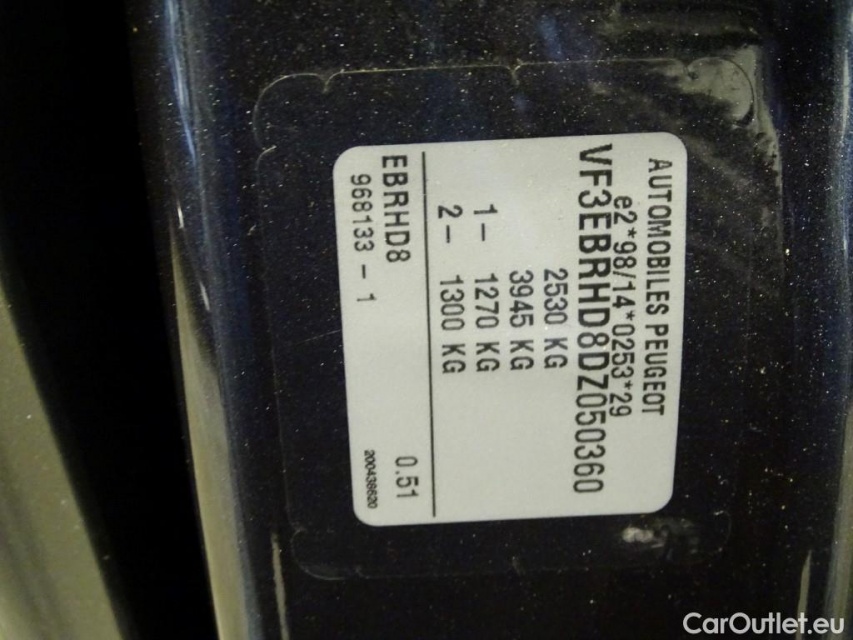 AUTOMOBILES PEUGEOT
e2*98/14*0253*29
VF3EBRHD8DZ050360
2530 KG
3945 KG
1- 1270 KG
2- 1300 KG
EBRHD8 0.51
968133 - 1 200438620
CarOutlet.eu